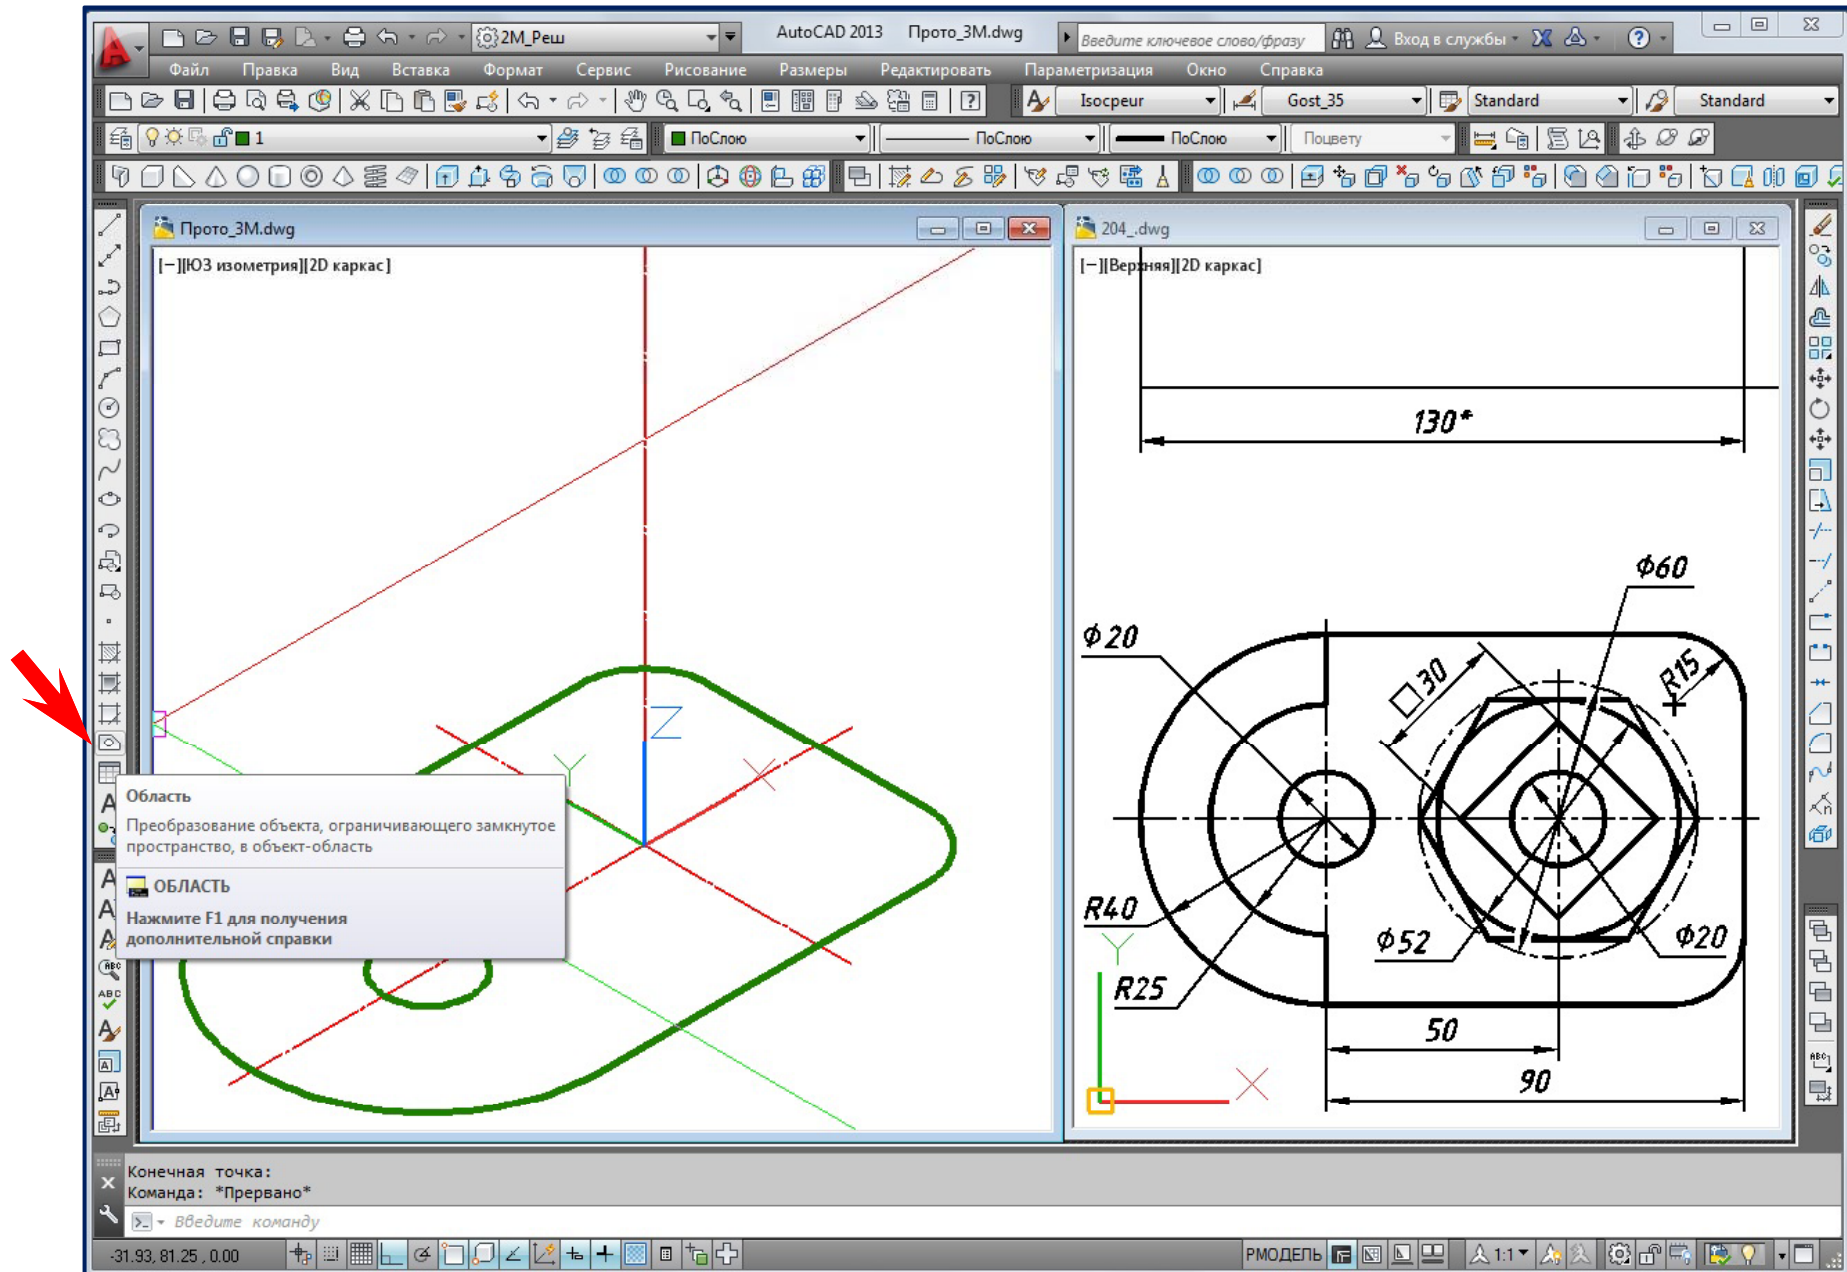 2М_Реш
AutoCAD 2013 Прото_3М.dwg
Введите ключевое слово/фразу
Вход в службы
Файл Правка Вид Вставка Формат Сервис Рисование Размеры Редактировать Параметризация Окно Справка
Isocpeur Gost_35 Standard Standard
1 ПоСлою ПоСлою ПоСлою Поцвету
Прото_3М.dwg
[−][ЮЗ изометрия][2D каркас]
Z
Y X
Область
Преобразование объекта, ограничивающего замкнутое
пространство, в объект-область
ОБЛАСТЬ
Нажмите F1 для получения
дополнительной справки
204_.dwg
[−][Верхняя][2D каркас]
130*
Ф60
Ф20
□30
R15
R40
Ф52
Ф20
R25
50
90
Y
X
Конечная точка:
Команда: *Прервано*
Введите команду
-31.93, 81.25 , 0.00
РМОДЕЛЬ
1:1